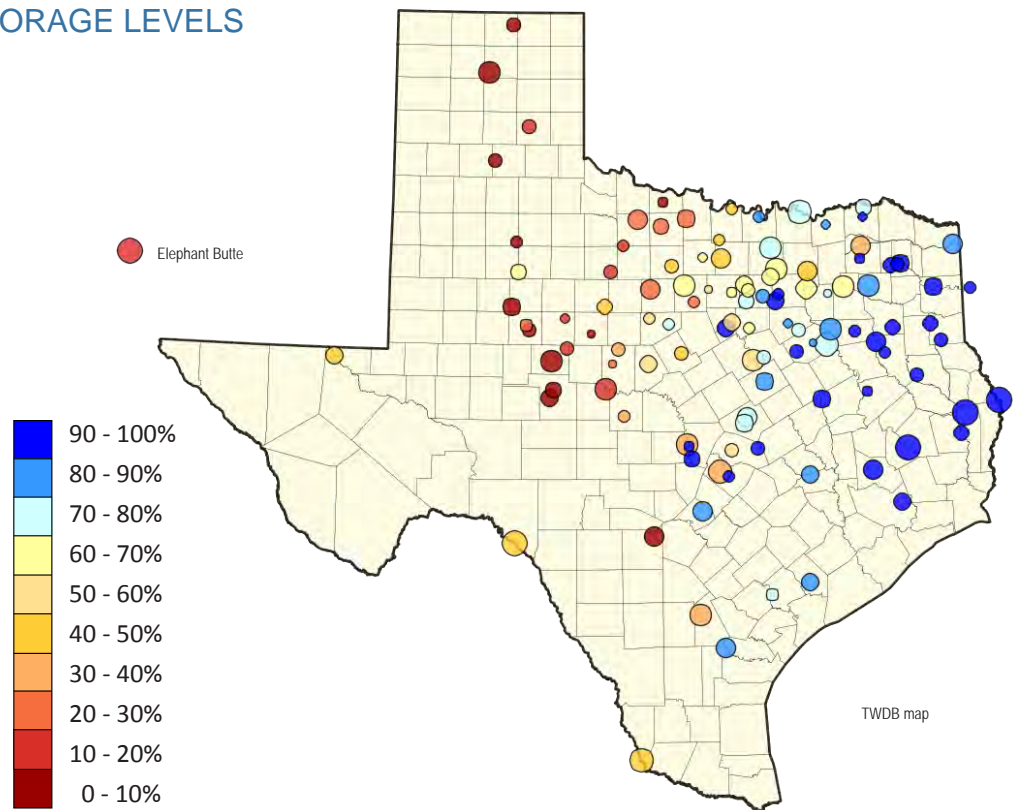 ORAGE LEVELS
Elephant Butte
90 - 100%
80 - 90%
70 - 80%
60 - 70%
50 - 60%
40 - 50%
30 - 40%
20 - 30%
10 - 20%
0 - 10%
TWDB map